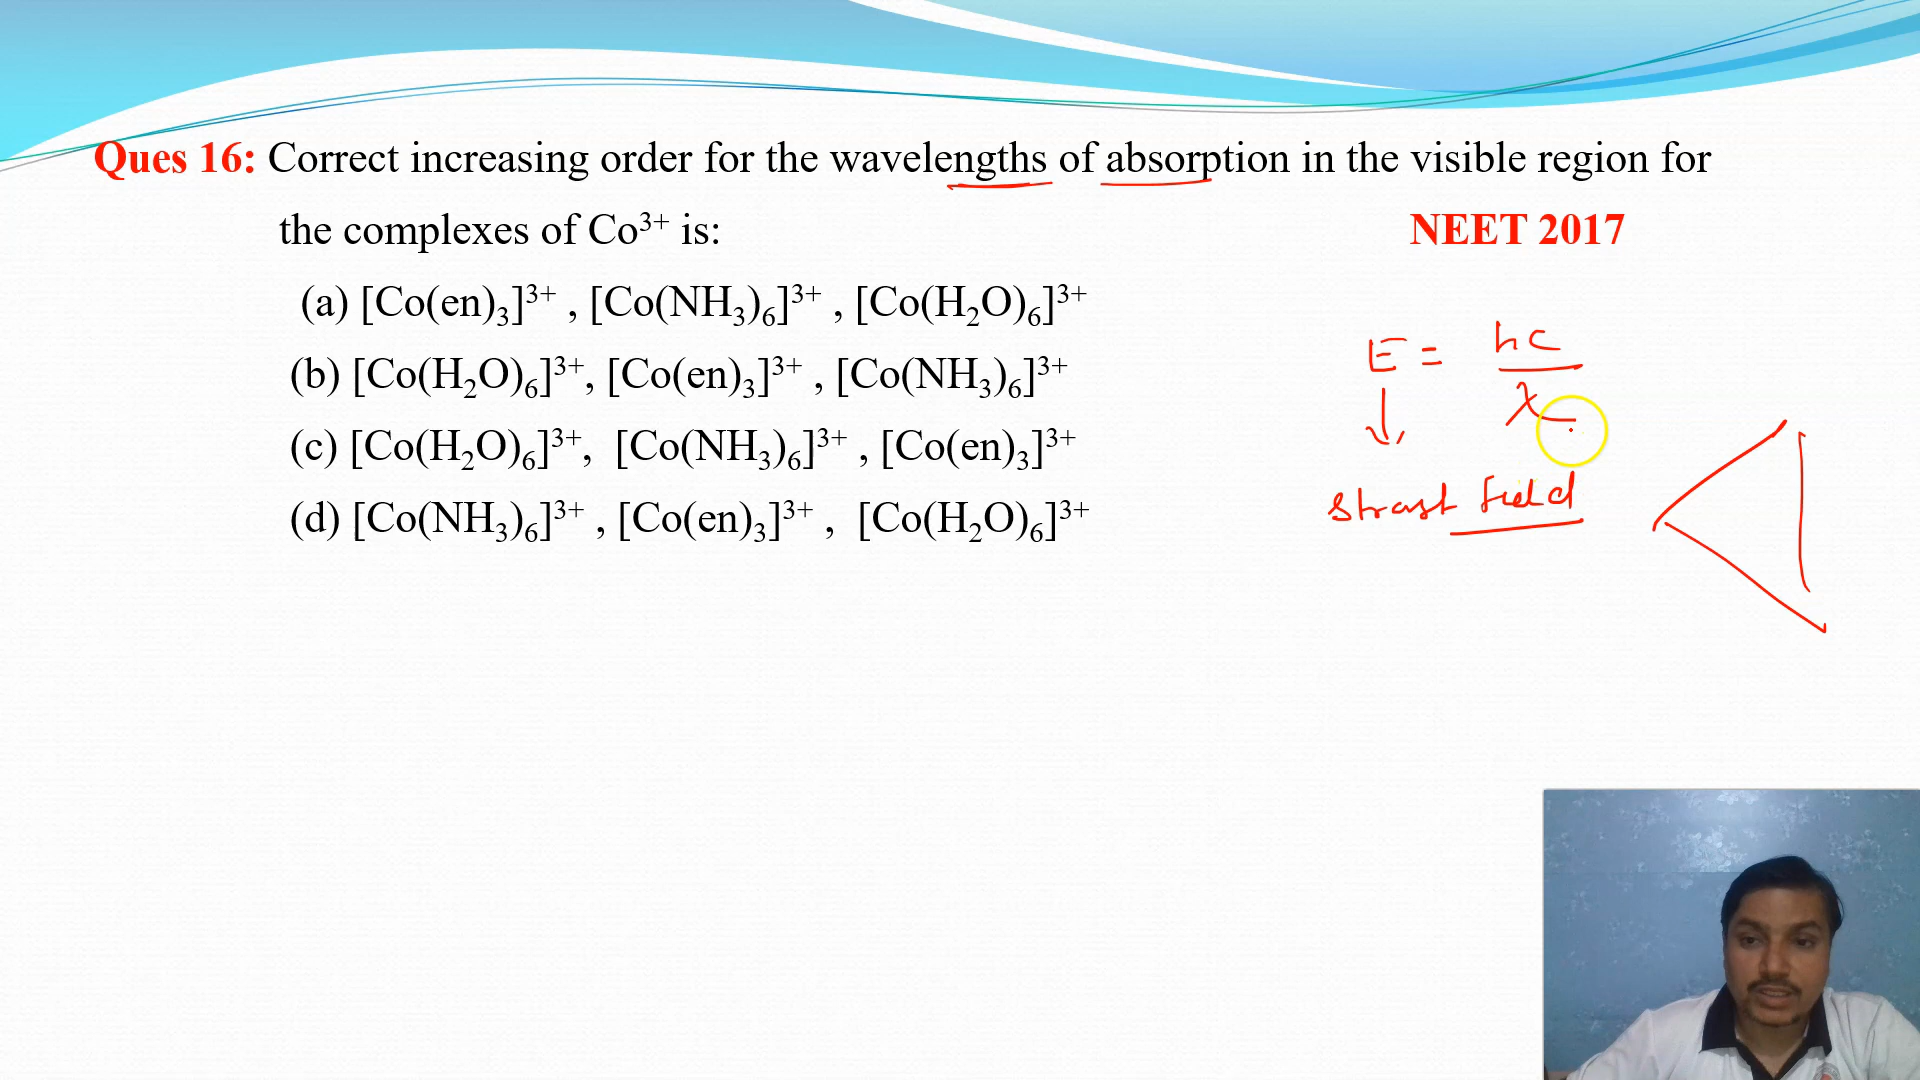 Ques 16: Correct increasing order for the wavelengths of absorption in the visible region for
the complexes of Co³⁺ is: NEET 2017
(a) [Co(en)₃]³⁺ , [Co(NH₃)₆]³⁺ , [Co(H₂O)₆]³⁺
(b) [Co(H₂O)₆]³⁺, [Co(en)₃]³⁺ , [Co(NH₃)₆]³⁺
(c) [Co(H₂O)₆]³⁺, [Co(NH₃)₆]³⁺ , [Co(en)₃]³⁺
(d) [Co(NH₃)₆]³⁺ , [Co(en)₃]³⁺ , [Co(H₂O)₆]³⁺
E = hc
λ
field